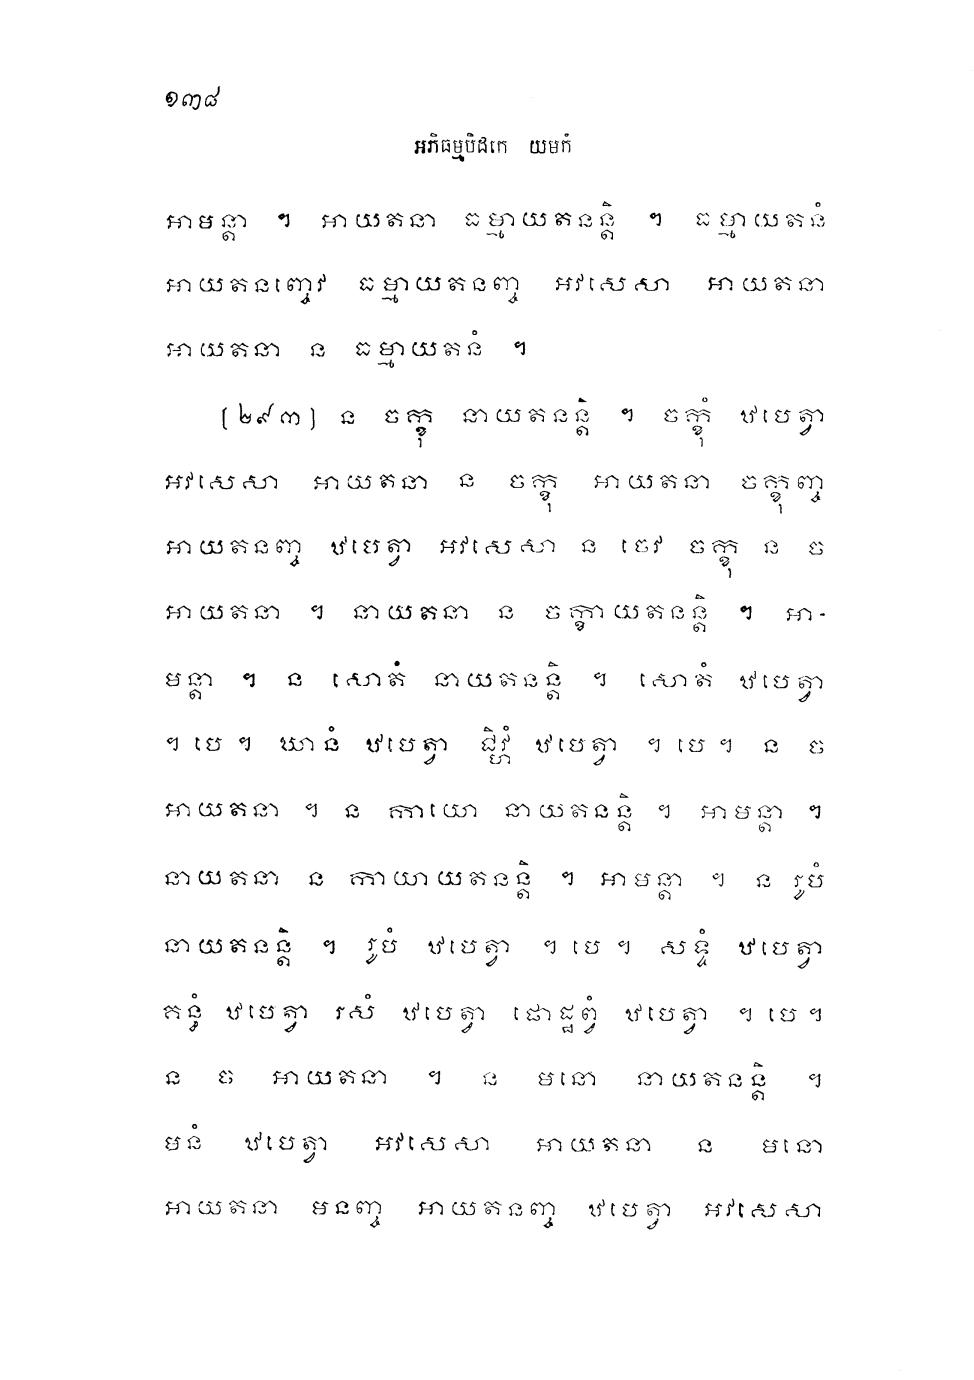 ១៣៨
អភិធម្មបិដកេ យមកំ
អាមន្តា ។ អាយតនា ធម្មាយតនន្តិ ។ ធម្មាយតនំ
អាយតនញ្ចេវ ធម្មាយតនញ្ច អវសេសា អាយតនា
អាយតនា ន ធម្មាយតនំ ។
[២៩៣] ន ចក្ខុ នាយតនន្តិ ។ ចក្ខុំ ឋបេត្វា
អវសេសា អាយតនា ន ចក្ខុ អាយតនា ចក្ខុញ្ច
អាយតនញ្ច ឋបេត្វា អវសេសា ន ចេវ ចក្ខុ ន ច
អាយតនា ។ នាយតនា ន ចក្ខាយតនន្តិ ។ អា-
មន្តា ។ ន សោតំ នាយតនន្តិ ។ សោតំ ឋបេត្វា
។ បេ ។ ឃានំ ឋបេត្វា ជិវ្ហំ ឋបេត្វា ។ បេ ។ ន ច
អាយតនា ។ ន កាយោ នាយតនន្តិ ។ អាមន្តា ។
នាយតនា ន កាយាយតនន្តិ ។ អាមន្តា ។ ន រូបំ
នាយតនន្តិ ។ រូបំ ឋបេត្វា ។ បេ ។ សទ្ទំ ឋបេត្វា
គន្ធំ ឋបេត្វា រសំ ឋបេត្វា ផោដ្ឋព្វំ ឋបេត្វា ។ បេ ។
ន ច អាយតនា ។ ន មនោ នាយតនន្តិ ។
មនំ ឋបេត្វា អវសេសា អាយតនា ន មនោ
អាយតនា មនញ្ច អាយតនញ្ច ឋបេត្វា អវសេសា